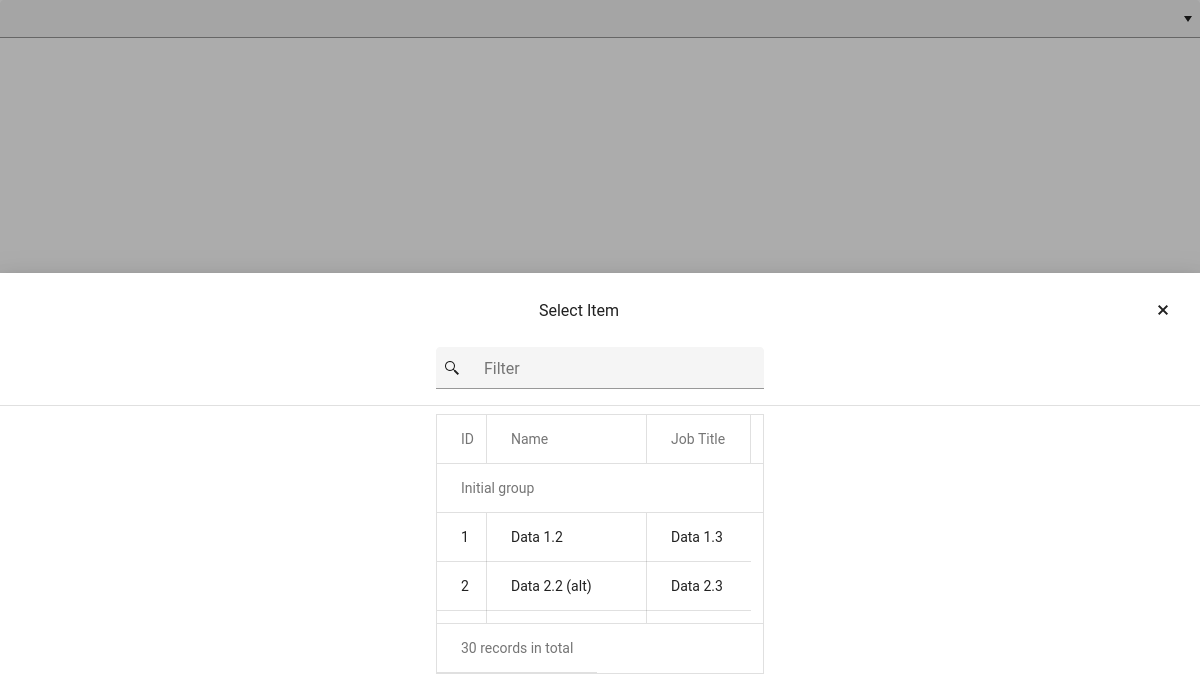 Select Item
Filter
ID Name Job Title
Initial group
1 Data 1.2 Data 1.3
2 Data 2.2 (alt) Data 2.3
30 records in total